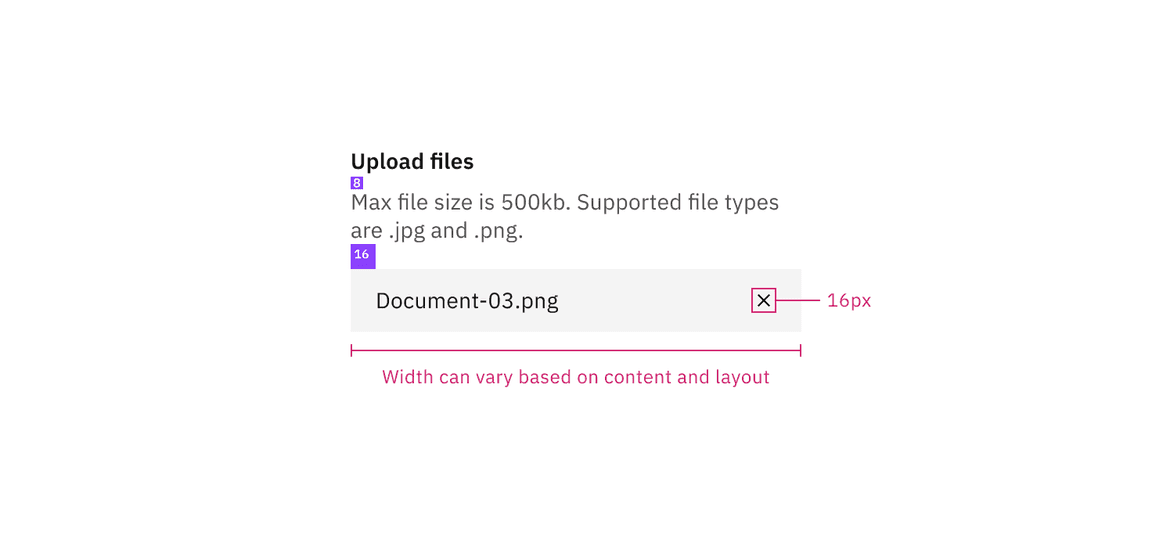 Upload files
8
Max file size is 500kb. Supported file types
are .jpg and .png.
16
Document-03.png
16px
Width can vary based on content and layout